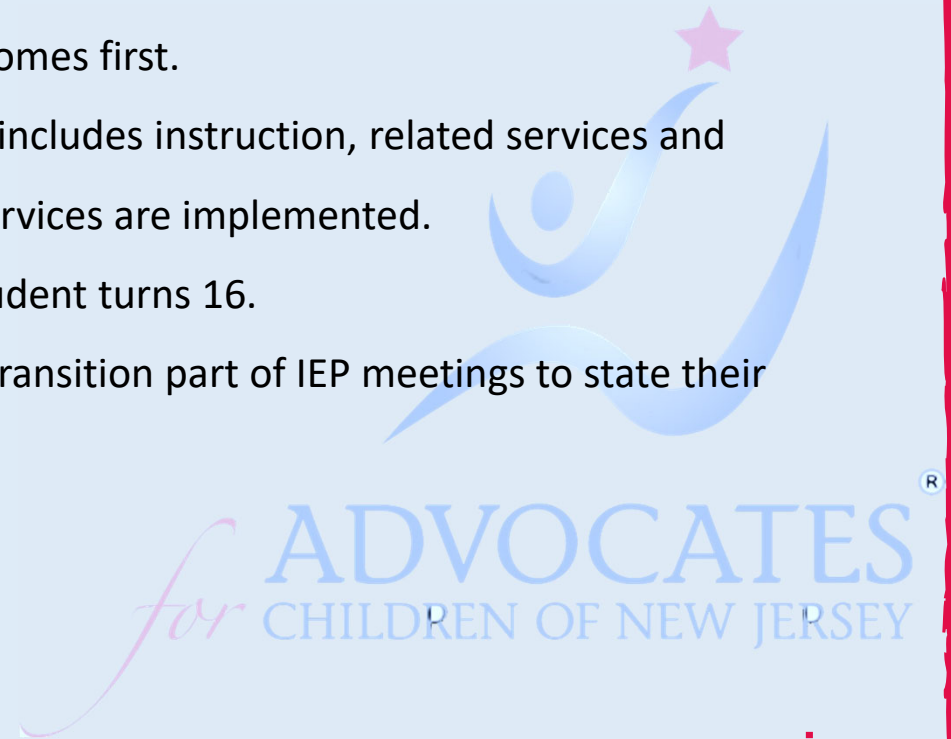 omes first.
includes instruction, related services and
rvices are implemented.
udent turns 16.
ransition part of IEP meetings to state their
®
ADVOCATES
for CHILDREN OF NEW JERSEY